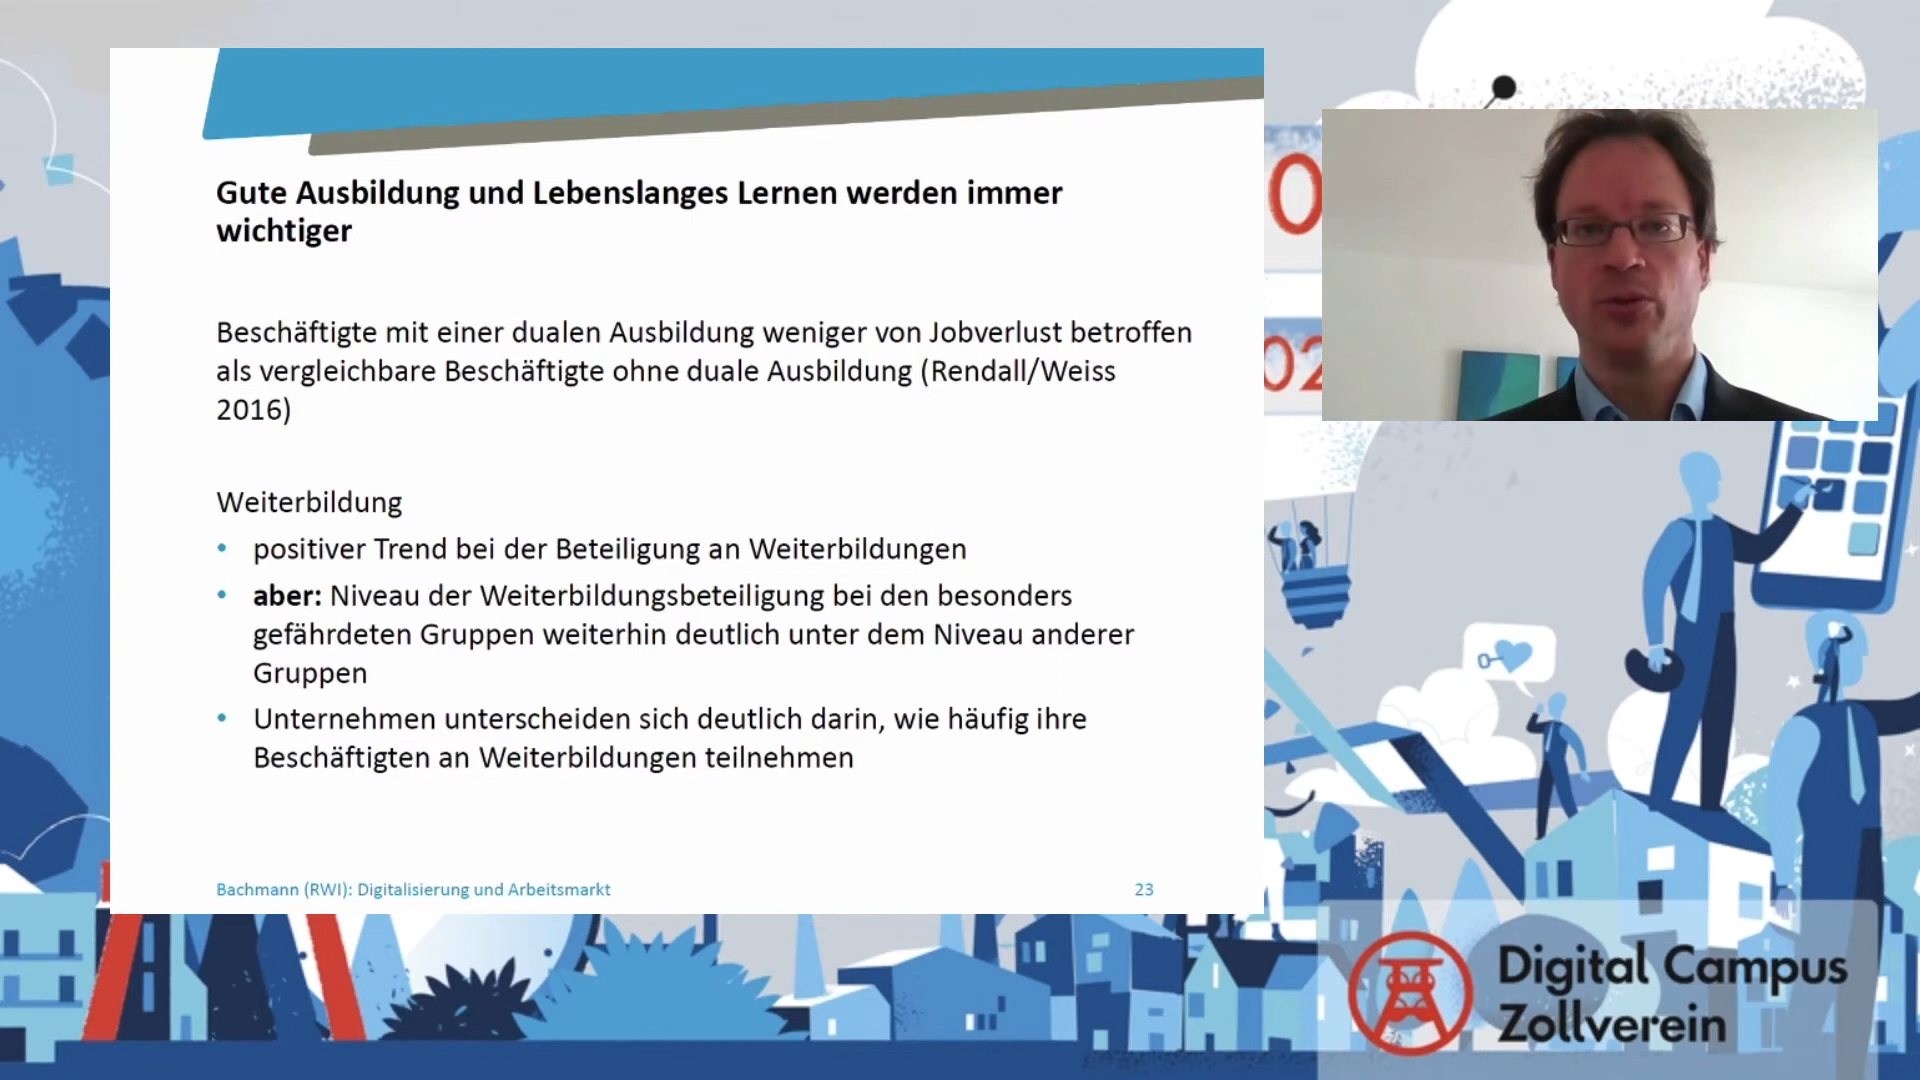 Gute Ausbildung und Lebenslanges Lernen werden immer
wichtiger
Beschäftigte mit einer dualen Ausbildung weniger von Jobverlust betroffen
als vergleichbare Beschäftigte ohne duale Ausbildung (Rendall/Weiss
2016)
Weiterbildung
• positiver Trend bei der Beteiligung an Weiterbildungen
• aber: Niveau der Weiterbildungsbeteiligung bei den besonders
gefährdeten Gruppen weiterhin deutlich unter dem Niveau anderer
Gruppen
• Unternehmen unterscheiden sich deutlich darin, wie häufig ihre
Beschäftigten an Weiterbildungen teilnehmen
Bachmann (RWI): Digitalisierung und Arbeitsmarkt 23
Digital Campus
Zollverein